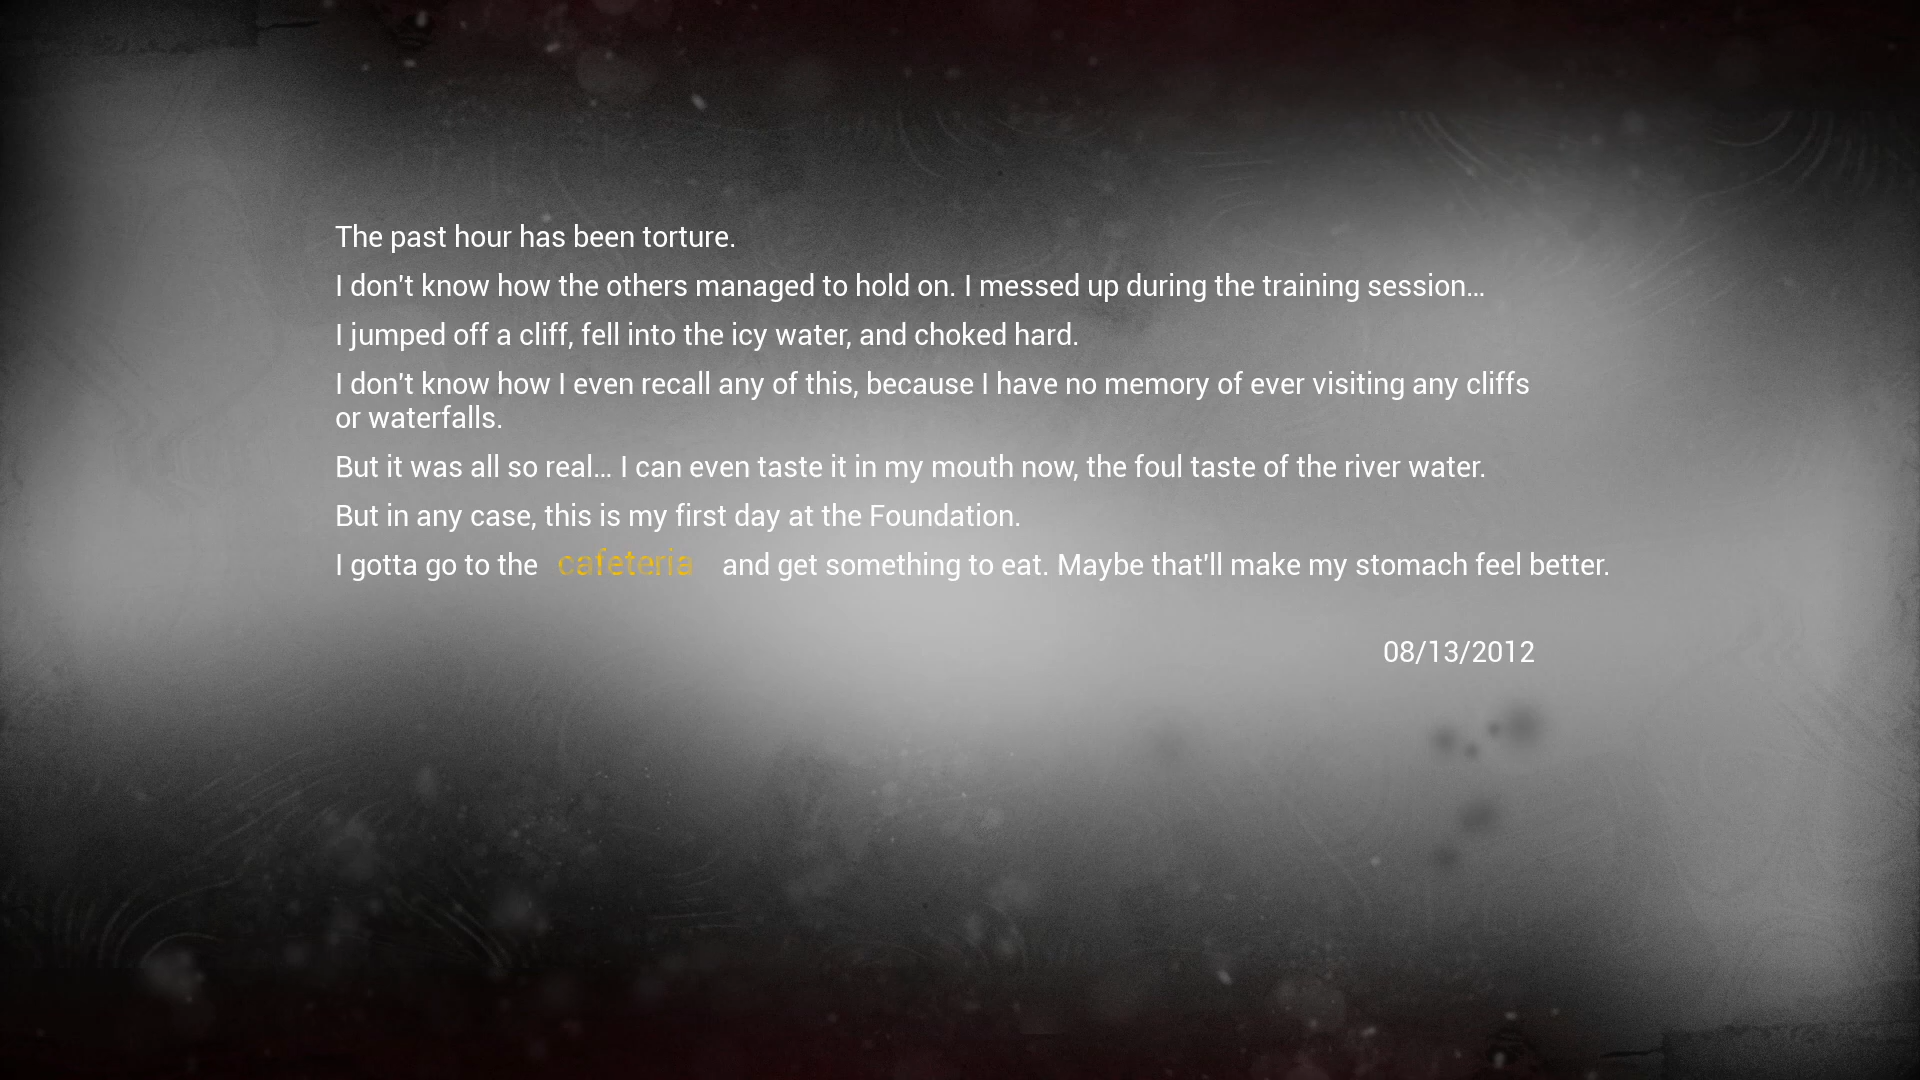 The past hour has been torture.
I don't know how the others managed to hold on. I messed up during the training session...
I jumped off a cliff, fell into the icy water, and choked hard.
I don't know how I even recall any of this, because I have no memory of ever visiting any cliffs
or waterfalls.
But it was all so real... I can even taste it in my mouth now, the foul taste of the river water.
But in any case, this is my first day at the Foundation.
I gotta go to the cafeteria and get something to eat. Maybe that'll make my stomach feel better.
08/13/2012